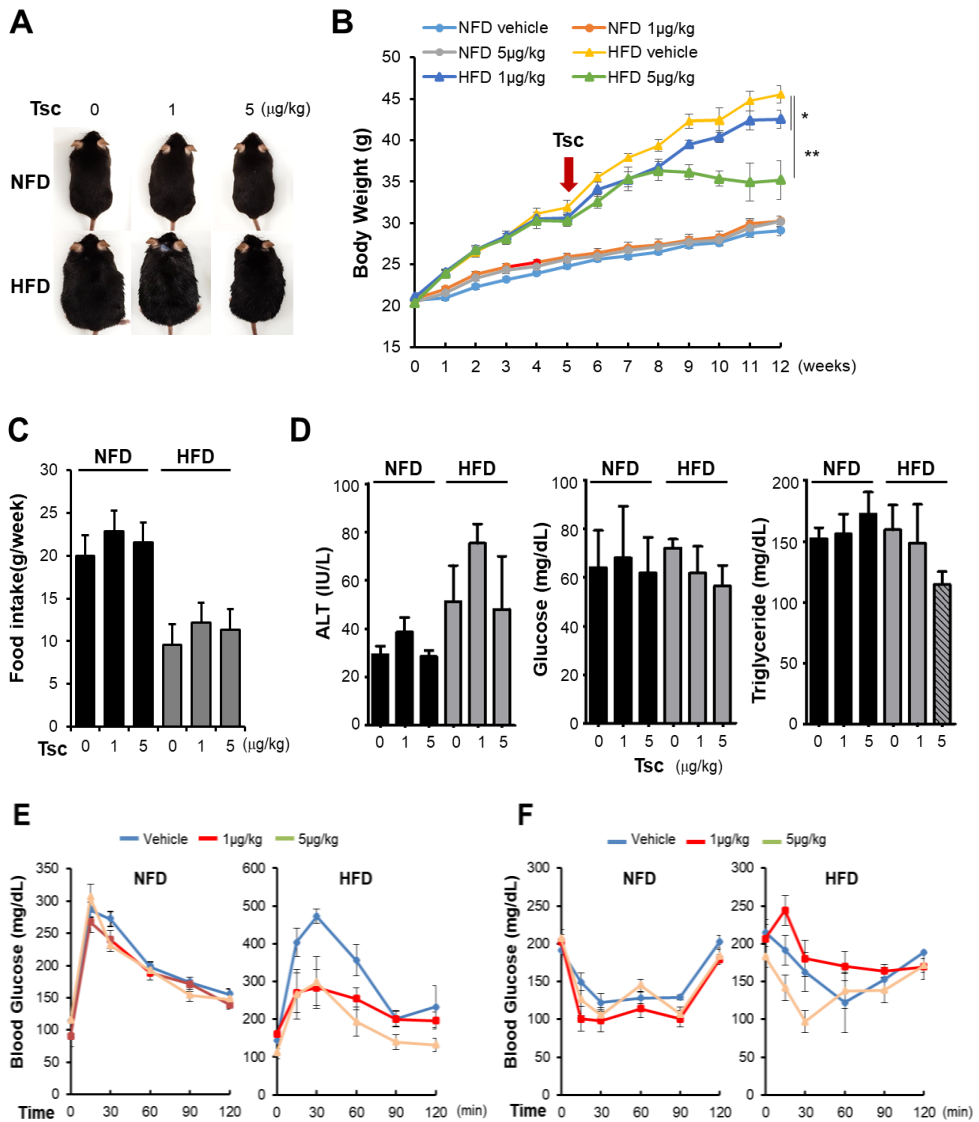 A
Tsc 0 1 5 (μg/kg)
NFD
HFD
B
NFD vehicle NFD 1μg/kg
NFD 5μg/kg HFD vehicle
HFD 1μg/kg HFD 5μg/kg
Body Weight (g)
50
45
40
35
30
25
20
15
Tsc
*
**
0 1 2 3 4 5 6 7 8 9 10 11 12 (weeks)
C
NFD HFD
Food intake(g/week)
30
25
20
15
10
5
0
0 1 5 0 1 5 (μg/kg)
Tsc
D
NFD HFD
ALT (IU/L)
100
80
60
40
20
0
0 1 5 0 1 5
NFD HFD
Glucose (mg/dL)
100
80
60
40
20
0
0 1 5 0 1 5
Tsc (μg/kg)
NFD HFD
Triglyceride (mg/dL)
200
150
100
50
0
0 1 5 0 1 5
E
Vehicle 1μg/kg 5μg/kg
Blood Glucose (mg/dL)
NFD
350
300
250
200
150
100
50
0
0 30 60 90 120
HFD
600
500
400
300
200
100
0
0 30 60 90 120 (min)
Time
F
Vehicle 1μg/kg 5μg/kg
Blood Glucose (mg/dL)
NFD
300
250
200
150
100
50
0
0 30 60 90 120
HFD
300
250
200
150
100
50
0
0 30 60 90 120 (min)
Time